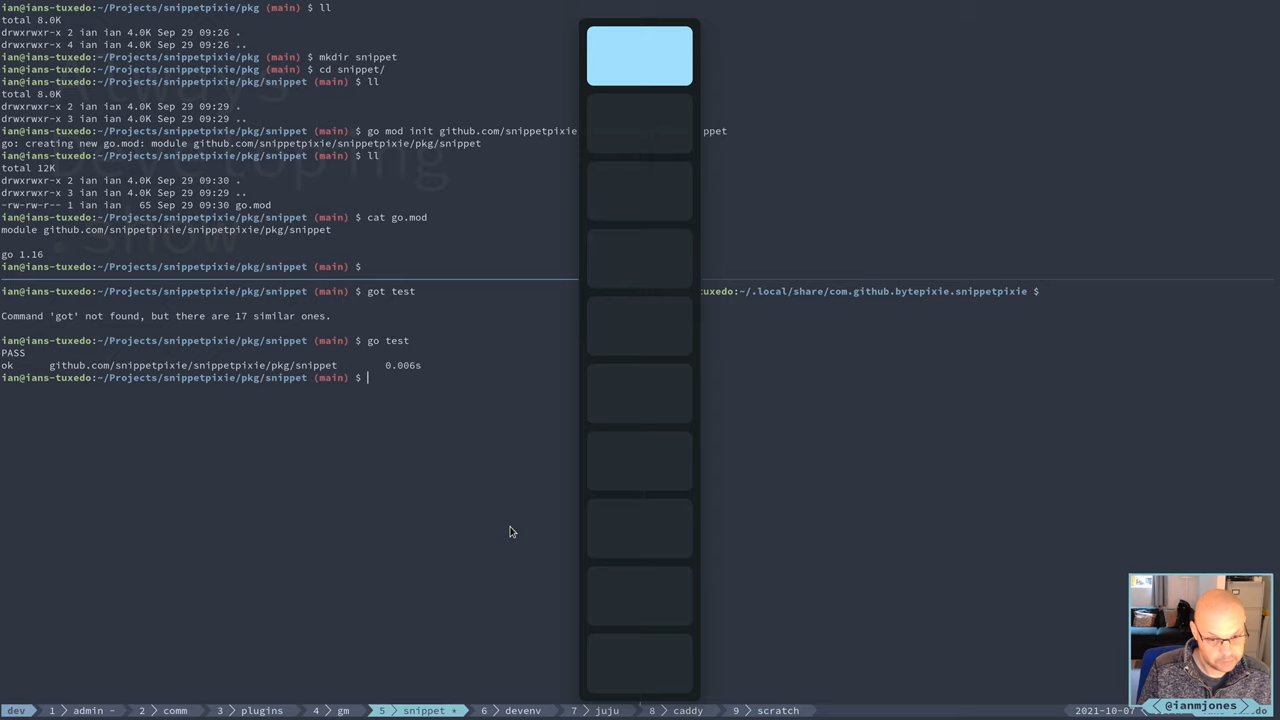 ian@ians-tuxedo:~/Projects/snippetpixie/pkg (main) $ ll
total 8.0K
drwxrwxr-x 2 ian ian 4.0K Sep 29 09:26 .
drwxrwxr-x 4 ian ian 4.0K Sep 29 09:26 ..
ian@ians-tuxedo:~/Projects/snippetpixie/pkg (main) $ mkdir snippet
ian@ians-tuxedo:~/Projects/snippetpixie/pkg (main) $ cd snippet/
ian@ians-tuxedo:~/Projects/snippetpixie/pkg/snippet (main) $ ll
total 8.0K
drwxrwxr-x 2 ian ian 4.0K Sep 29 09:29 .
drwxrwxr-x 3 ian ian 4.0K Sep 29 09:29 ..
ian@ians-tuxedo:~/Projects/snippetpixie/pkg/snippet (main) $ go mod init github.com/snippetpixie ppet
go: creating new go.mod: module github.com/snippetpixie/snippetpixie/pkg/snippet
ian@ians-tuxedo:~/Projects/snippetpixie/pkg/snippet (main) $ ll
total 12K
drwxrwxr-x 2 ian ian 4.0K Sep 29 09:30 .
drwxrwxr-x 3 ian ian 4.0K Sep 29 09:29 ..
-rw-rw-r-- 1 ian ian   65 Sep 29 09:30 go.mod
ian@ians-tuxedo:~/Projects/snippetpixie/pkg/snippet (main) $ cat go.mod
module github.com/snippetpixie/snippetpixie/pkg/snippet
go 1.16
ian@ians-tuxedo:~/Projects/snippetpixie/pkg/snippet (main) $
Always
Developing
.Show
ian@ians-tuxedo:~/Projects/snippetpixie/pkg/snippet (main) $ got test
Command 'got' not found, but there are 17 similar ones.
ian@ians-tuxedo:~/Projects/snippetpixie/pkg/snippet (main) $ go test
PASS
ok      github.com/snippetpixie/snippetpixie/pkg/snippet        0.006s
ian@ians-tuxedo:~/Projects/snippetpixie/pkg/snippet (main) $
tuxedo:~/.local/share/com.github.bytepixie.snippetpixie $
dev 1 admin - 2 comm 3 plugins 4 gm 5 snippet * 6 devenv 7 juju 8 caddy 9 scratch 2021-10-07
<@ianmjones>